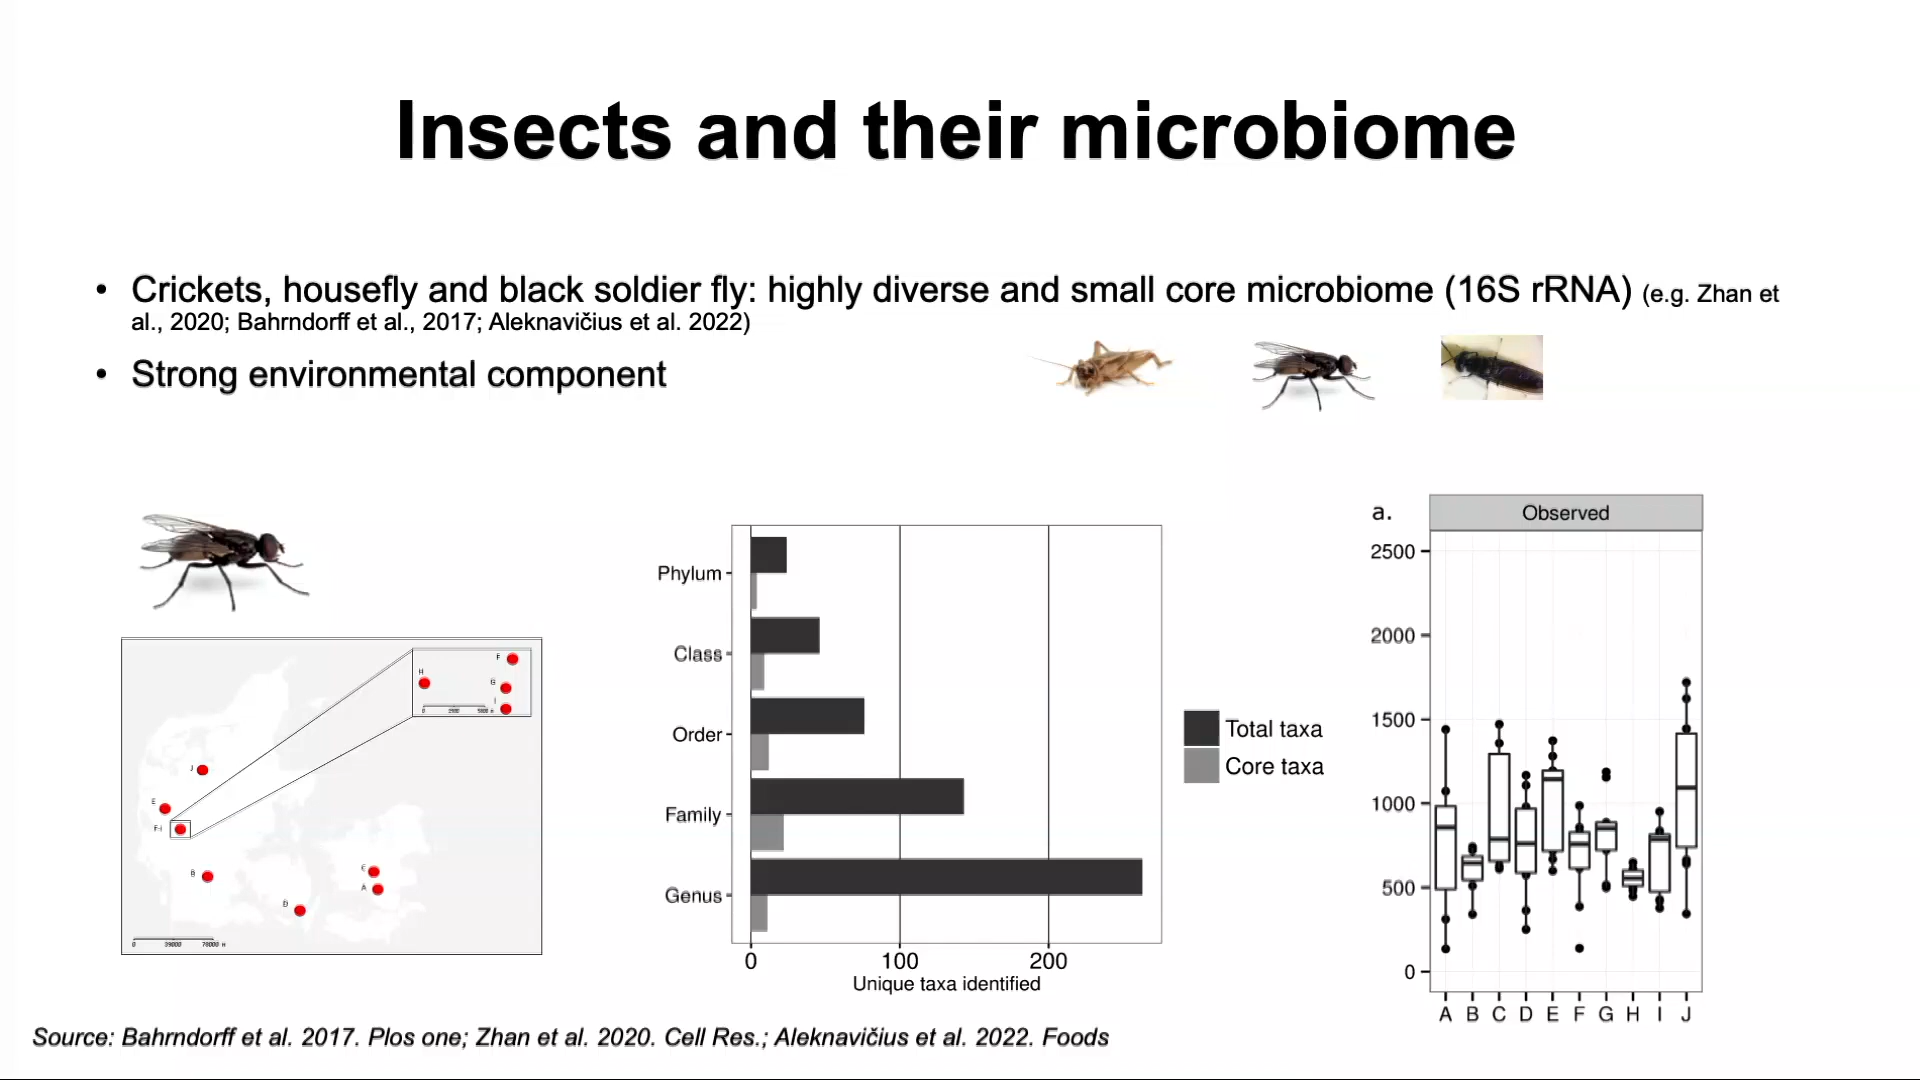 Insects and their microbiome
• Crickets, housefly and black soldier fly: highly diverse and small core microbiome (16S rRNA) (e.g. Zhan et
al., 2020; Bahrndorff et al., 2017; Aleknavičius et al. 2022)
• Strong environmental component
F
H
G
I
J
E
F-I
B
C
A
D
Phylum
Class
Order
Family
Genus
0 100 200
Unique taxa identified
Total taxa
Core taxa
a.
Observed
2500
2000
1500
1000
500
0
A B C D E F G H I J
Source: Bahrndorff et al. 2017. Plos one; Zhan et al. 2020. Cell Res.; Aleknavičius et al. 2022. Foods